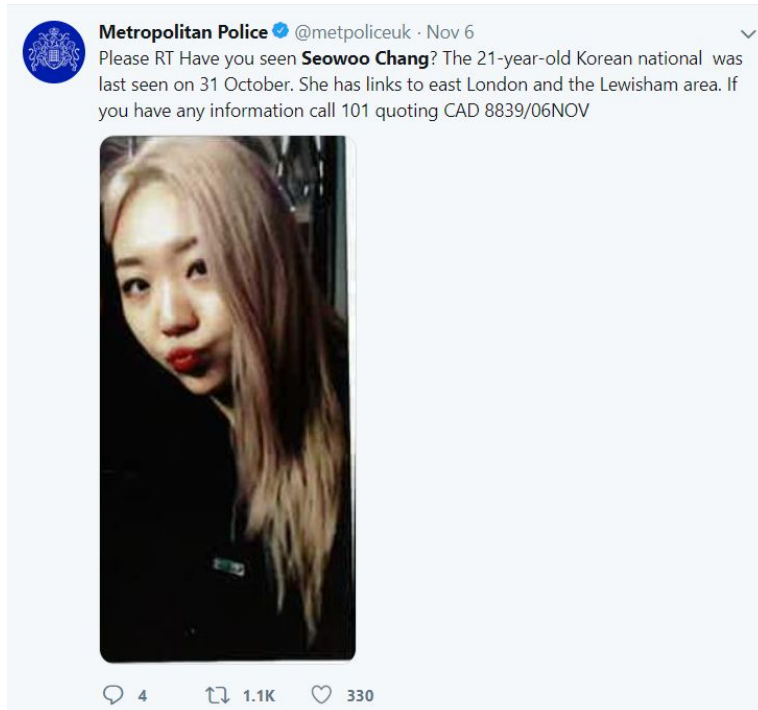 Metropolitan Police @metpoliceuk · Nov 6
Please RT Have you seen Seowoo Chang? The 21-year-old Korean national was
last seen on 31 October. She has links to east London and the Lewisham area. If
you have any information call 101 quoting CAD 8839/06NOV
4 1.1K 330